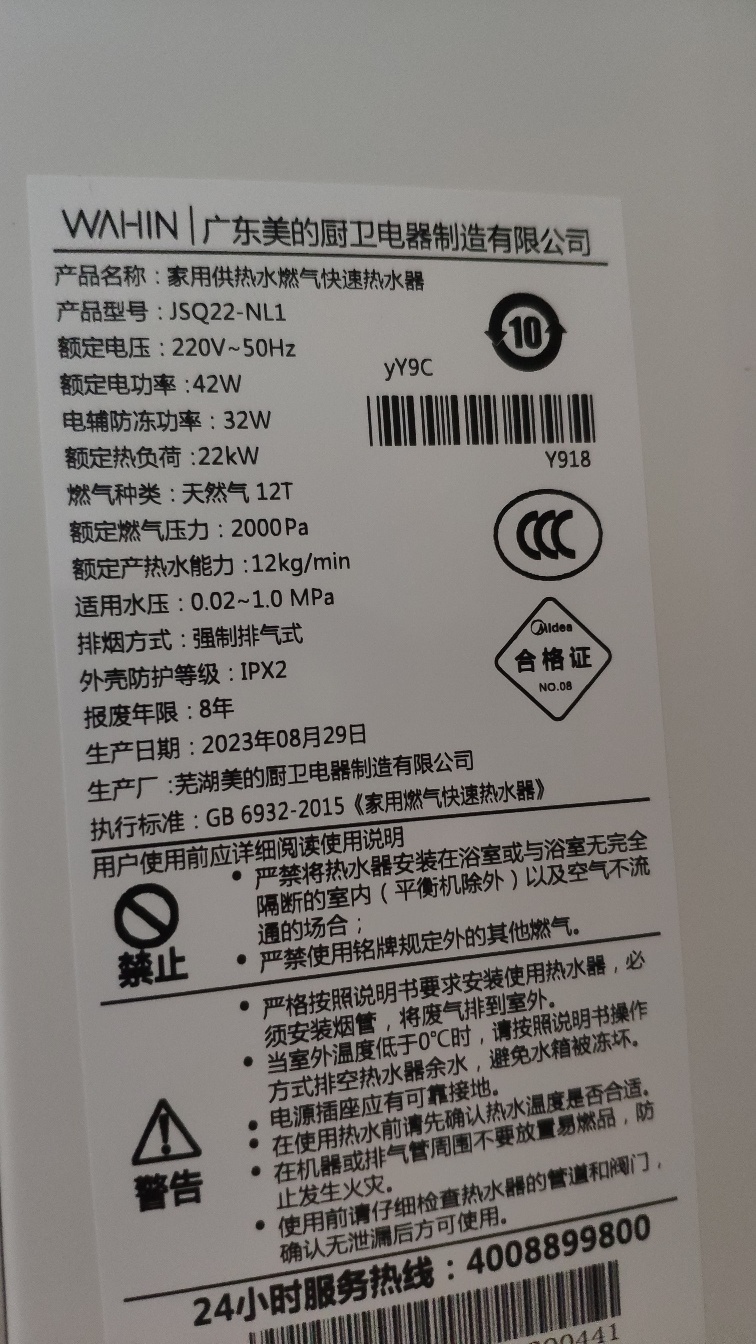 WAHIN | 广东美的厨卫电器制造有限公司
产品名称：家用供热水燃气快速热水器
产品型号：JSQ22-NL1
额定电压：220V~50Hz
额定电功率:42W
电辅防冻功率：32W
额定热负荷:22kW
燃气种类：天然气 12T
额定燃气压力：2000Pa
额定产热水能力:12kg/min
适用水压：0.02~1.0 MPa
排烟方式：强制排气式
外壳防护等级：IPX2
报废年限：8年
生产日期：2023年08月29日
生产厂:芜湖美的厨卫电器制造有限公司
执行标准：GB 6932-2015《家用燃气快速热水器》
10
yY9C
Y918
CCC
Midea
合格证
NO.08
用户使用前应详细阅读使用说明
禁止
• 严禁将热水器安装在浴室或与浴室无完全
隔断的室内（平衡机除外）以及空气不流
通的场合；
• 严禁使用铭牌规定外的其他燃气。
警告
• 严格按照说明书要求安装使用热水器，必
须安装烟管，将废气排到室外。
• 当室外温度低于0℃时，请按照说明书操作
方式排空热水器余水，避免水箱被冻坏.
• 电源插座应有可靠接地.
• 在使用热水前请先确认热水温度是否合适.
• 在机器或排气管周围不要放置易燃品，防
止发生火灾.
• 使用前请仔细检查热水器的管道和阀门，
确认无泄漏后方可使用.
24小时服务热线：4008899800